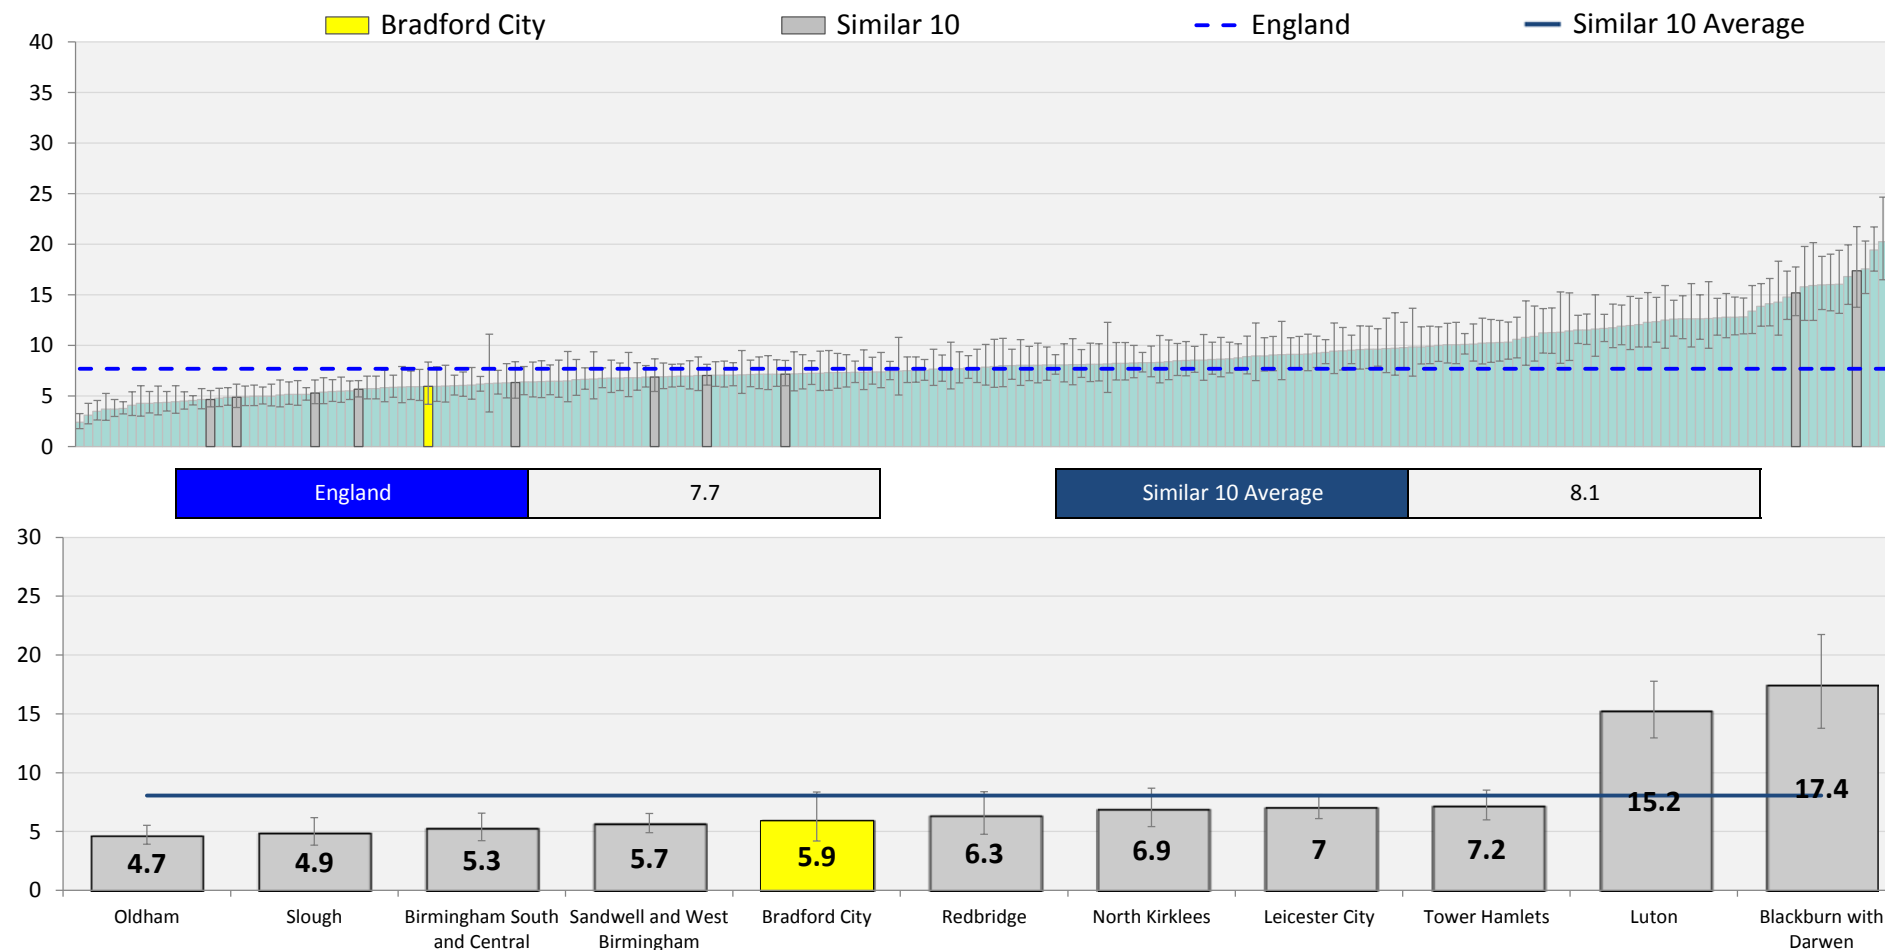 Bradford City
Similar 10
England
Similar 10 Average
40
35
30
25
20
15
10
5
0
England
7.7
Similar 10 Average
8.1
30
25
20
15
10
5
0
4.7
4.9
5.3
5.7
5.9
6.3
6.9
7
7.2
15.2
17.4
Oldham
Slough
Birmingham South
and Central
Sandwell and West
Birmingham
Bradford City
Redbridge
North Kirklees
Leicester City
Tower Hamlets
Luton
Blackburn with
Darwen